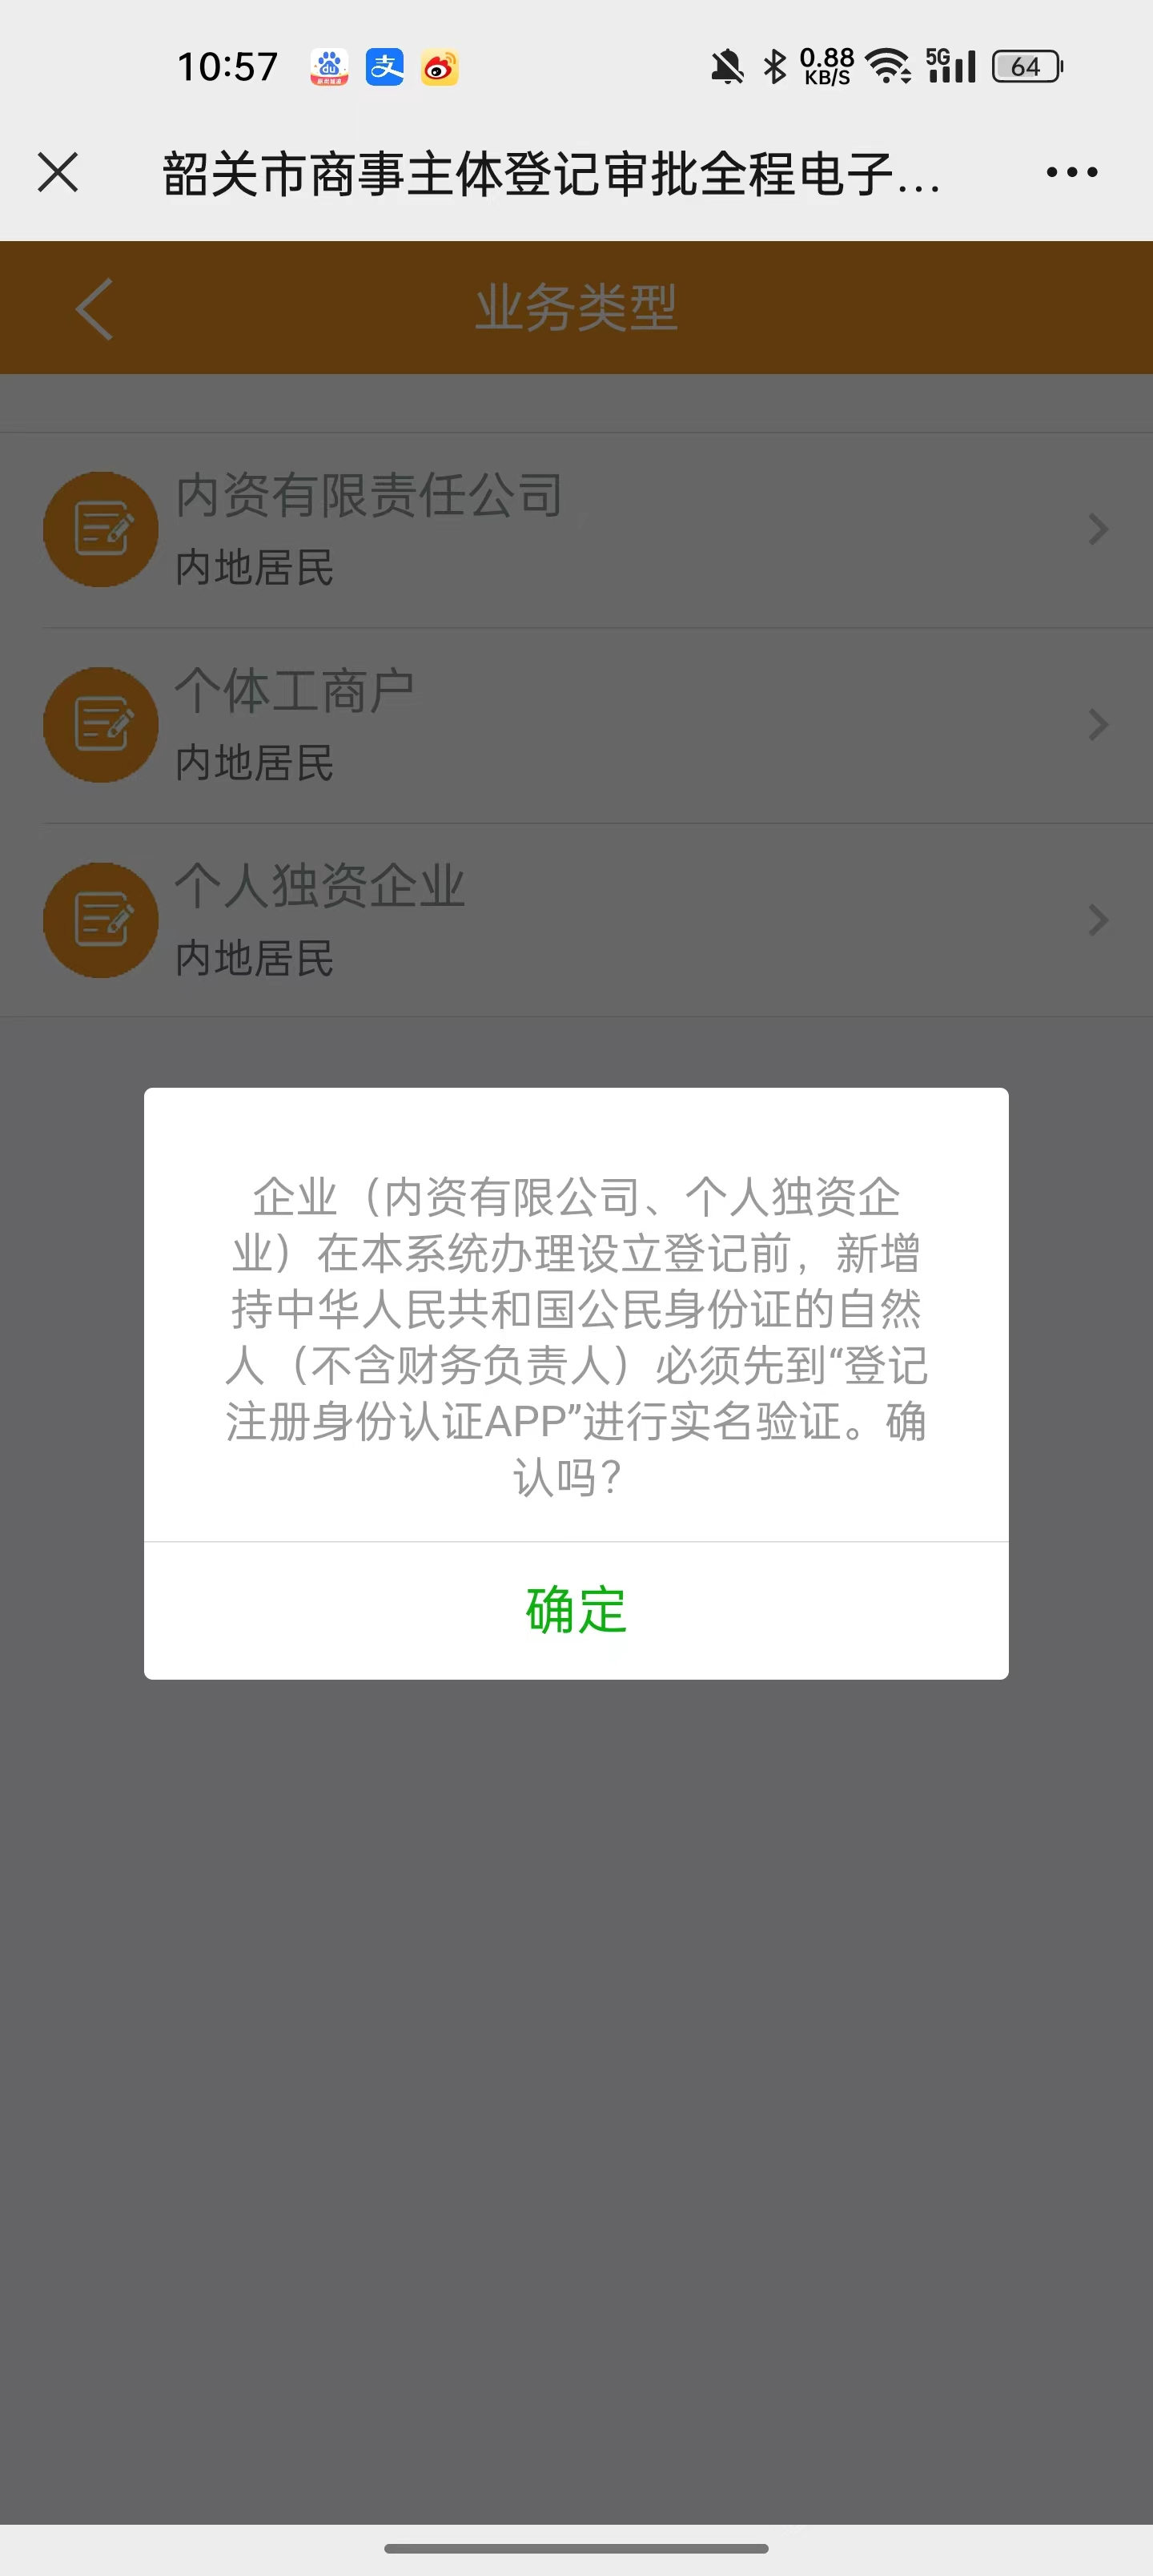 10:57
du
支
0.88
KB/S
5G
64
韶关市商事主体登记审批全程电子...
业务类型
内资有限责任公司
内地居民
个体工商户
内地居民
个人独资企业
内地居民
企业（内资有限公司、个人独资企
业）在本系统办理设立登记前，新增
持中华人民共和国公民身份证的自然
人（不含财务负责人）必须先到“登记
注册身份认证APP”进行实名验证。确
认吗？
确定